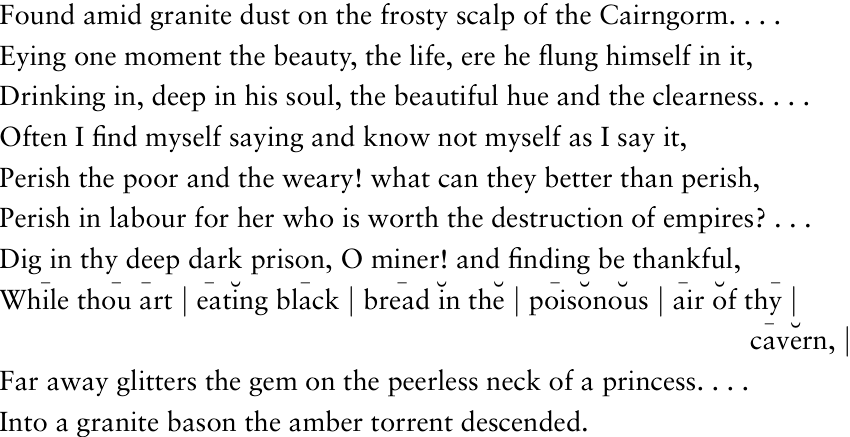 Found amid granite dust on the frosty scalp of the Cairngorm. . . .
Eying one moment the beauty, the life, ere he flung himself in it,
Drinking in, deep in his soul, the beautiful hue and the clearness. . . .
Often I find myself saying and know not myself as I say it,
Perish the poor and the weary! what can they better than perish,
Perish in labour for her who is worth the destruction of empires? . . .
Dig in thy deep dark prison, O miner! and finding be thankful,
Whīle thōu ārt | ēatĭng blāck | brēad ĭn thĕ | pōisŏnoŭs | āir ŏf thȳ |
cāvĕrn, |
Far away glitters the gem on the peerless neck of a princess. . . .
Into a granite bason the amber torrent descended.